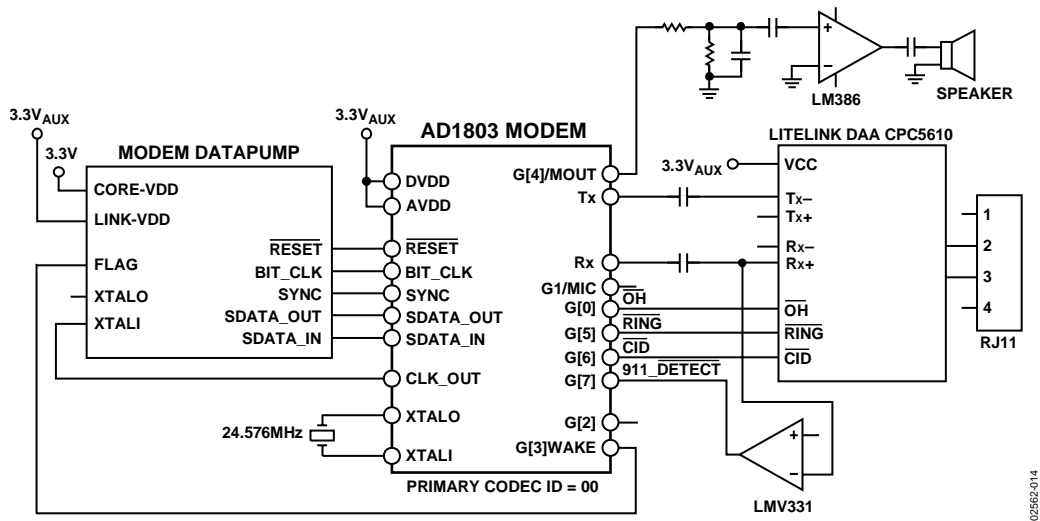 3.3VAUX
3.3V
MODEM DATAPUMP
CORE-VDD
LINK-VDD
FLAG
XTALO
XTALI
RESET
BIT_CLK
SYNC
SDATA_OUT
SDATA_IN
24.576MHz
3.3VAUX
AD1803 MODEM
DVDD
AVDD
RESET
BIT_CLK
SYNC
SDATA_OUT
SDATA_IN
CLK_OUT
XTALO
XTALI
G[4]/MOUT
Tx
Rx
G1/MIC
G[0]
G[5]
G[6]
G[7]
G[2]
G[3]WAKE
PRIMARY CODEC ID = 00
OH
RING
CID
911_DETECT
+
–
LM386
SPEAKER
LITELINK DAA CPC5610
3.3VAUX
VCC
Tx–
Tx+
Rx–
Rx+
OH
RING
CID
1
2
3
4
RJ11
+
–
LMV331
02562-014